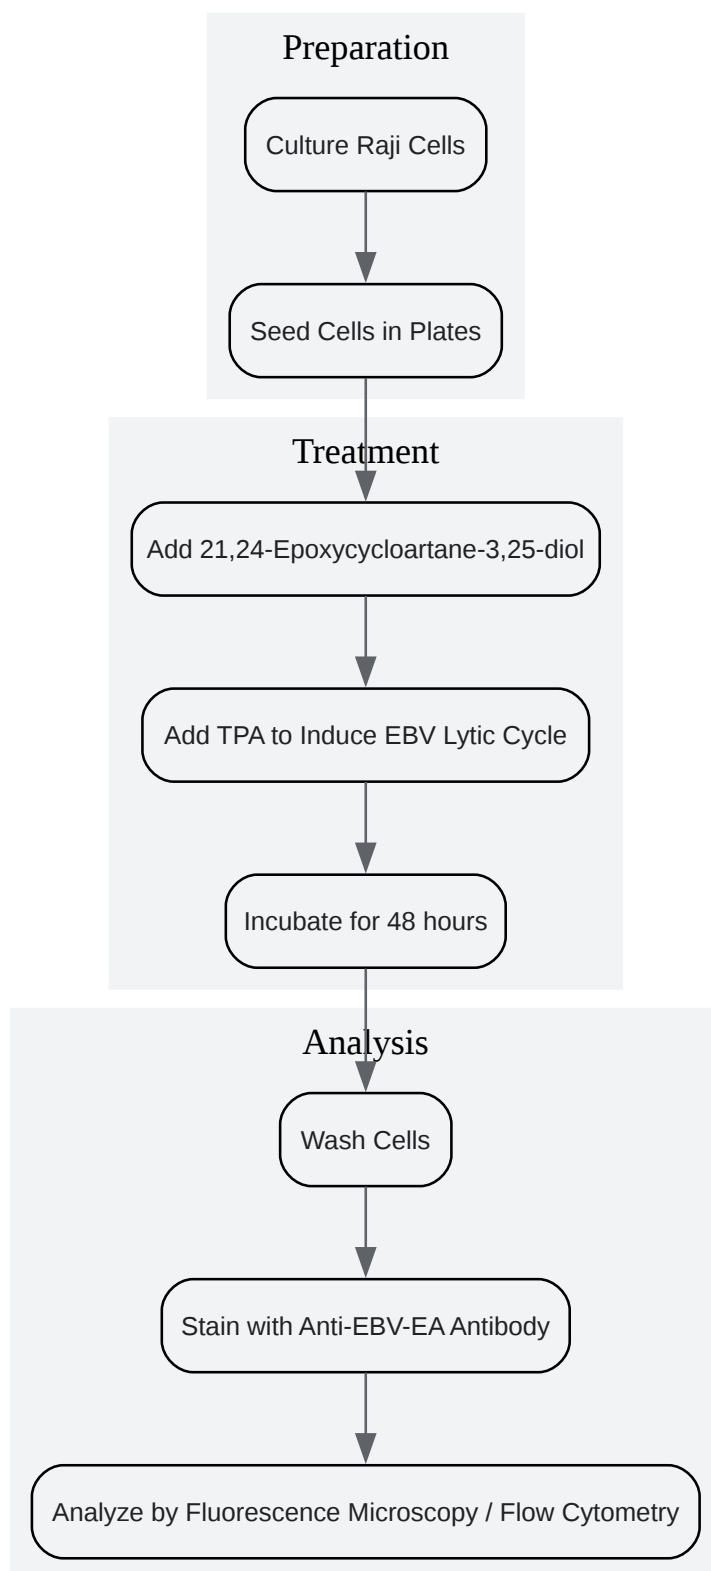 Preparation
Culture Raji Cells
Seed Cells in Plates
Treatment
Add 21,24-Epoxycycloartane-3,25-diol
Add TPA to Induce EBV Lytic Cycle
Incubate for 48 hours
Analysis
Wash Cells
Stain with Anti-EBV-EA Antibody
Analyze by Fluorescence Microscopy / Flow Cytometry